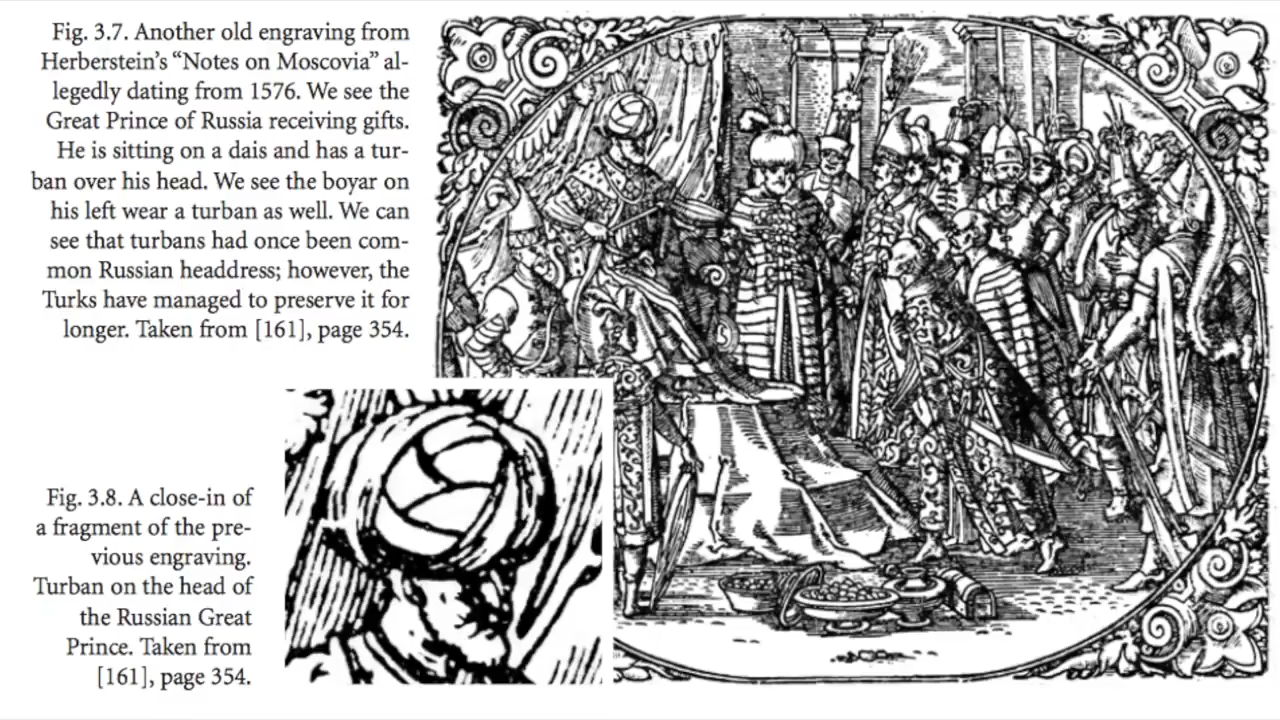 Fig. 3.7. Another old engraving from
Herberstein’s “Notes on Moscovia” al-
legedly dating from 1576. We see the
Great Prince of Russia receiving gifts.
He is sitting on a dais and has a tur-
ban over his head. We see the boyar on
his left wear a turban as well. We can
see that turbans had once been com-
mon Russian headdress; however, the
Turks have managed to preserve it for
longer. Taken from [161], page 354.
Fig. 3.8. A close-in of
a fragment of the pre-
vious engraving.
Turban on the head of
the Russian Great
Prince. Taken from
[161], page 354.